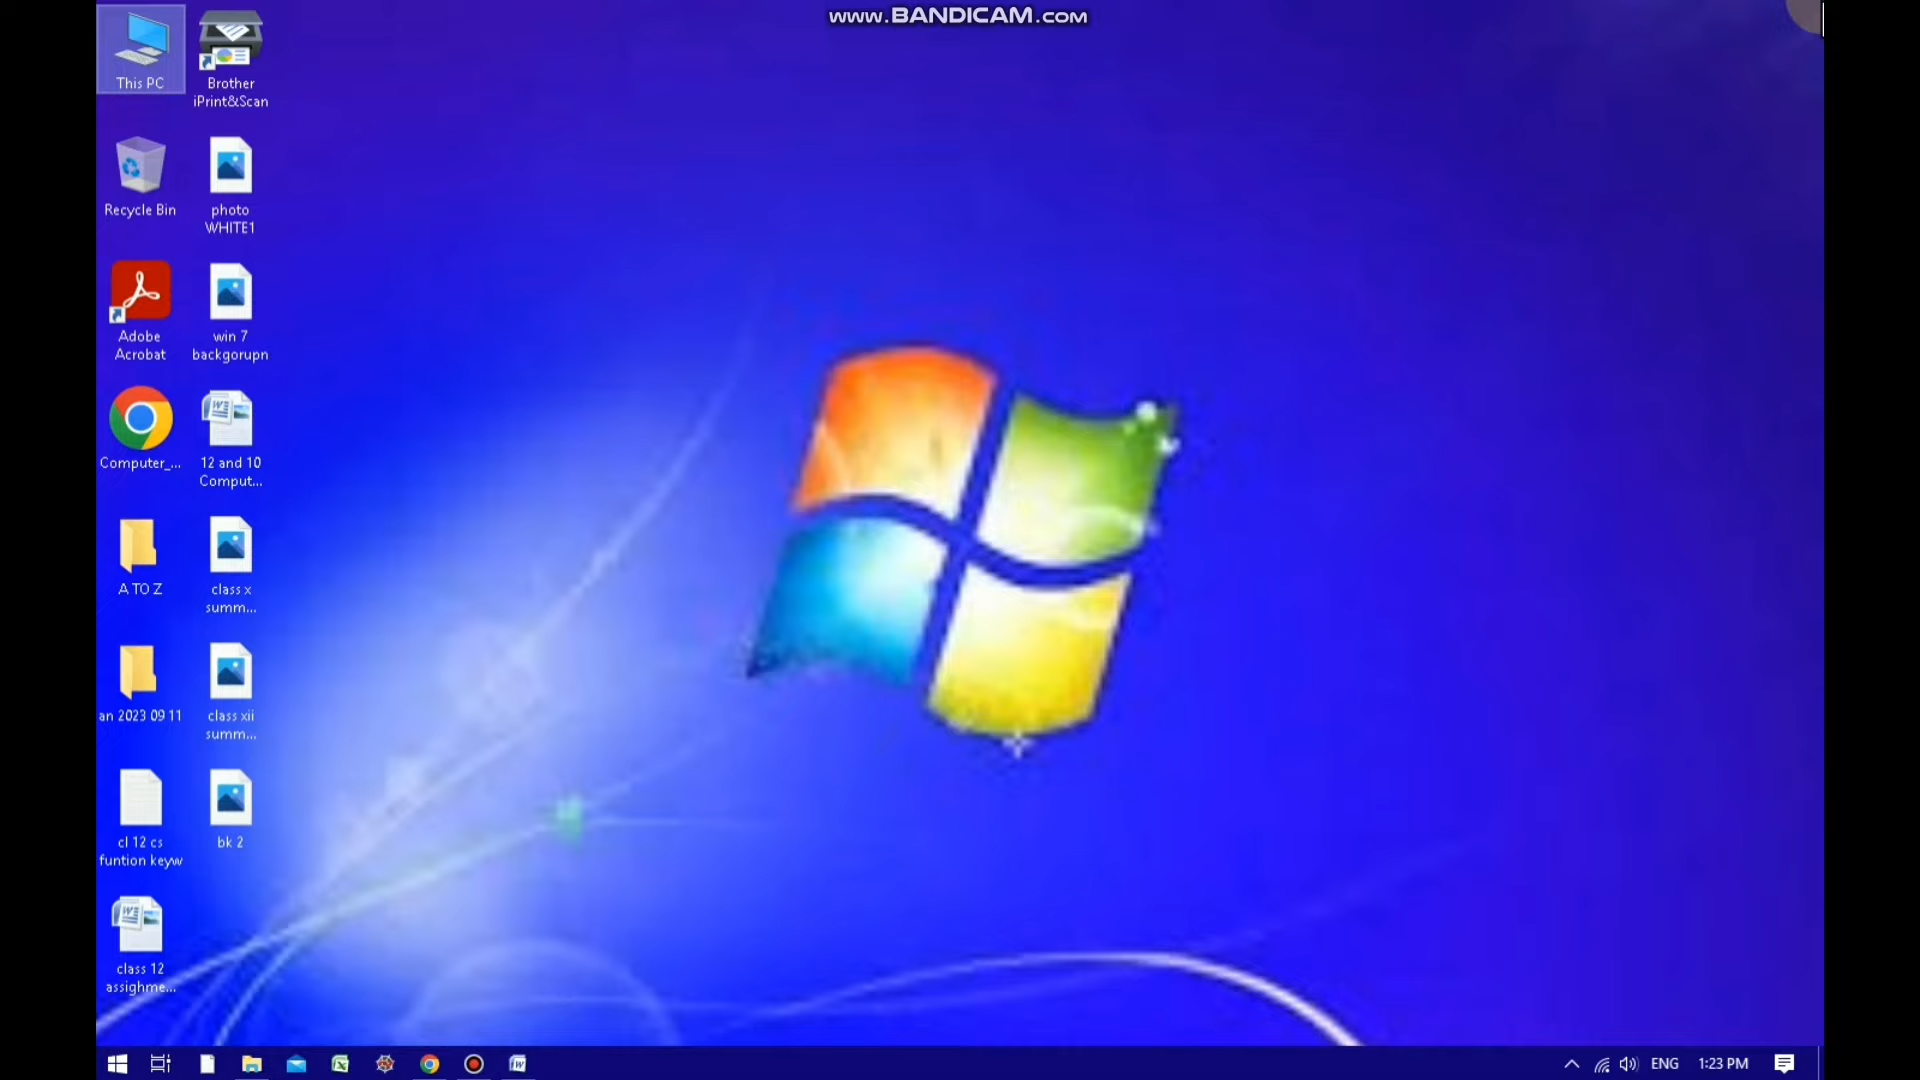 www.BANDICAM.com
This PC
Brother
iPrint&Scan
Recycle Bin
photo
WHITE1
Adobe
Acrobat
win 7
backgorupn
Computer_...
12 and 10
Comput...
A TO Z
class x
summ...
an 2023 09 11
class xii
summ...
cl 12 cs
funtion keyw
bk 2
class 12
assighme...
ENG
1:23 PM